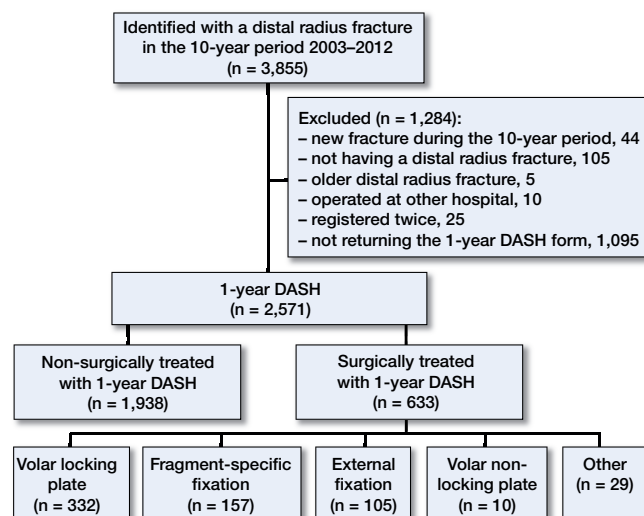 Identified with a distal radius fracture
in the 10-year period 2003–2012
(n = 3,855)
Excluded (n = 1,284):
– new fracture during the 10-year period, 44
– not having a distal radius fracture, 105
– older distal radius fracture, 5
– operated at other hospital, 10
– registered twice, 25
– not returning the 1-year DASH form, 1,095
1-year DASH
(n = 2,571)
Non-surgically treated
with 1-year DASH
(n = 1,938)
Surgically treated
with 1-year DASH
(n = 633)
Volar locking
plate
(n = 332)
Fragment-specific
fixation
(n = 157)
External
fixation
(n = 105)
Volar non-
locking plate
(n = 10)
Other
(n = 29)